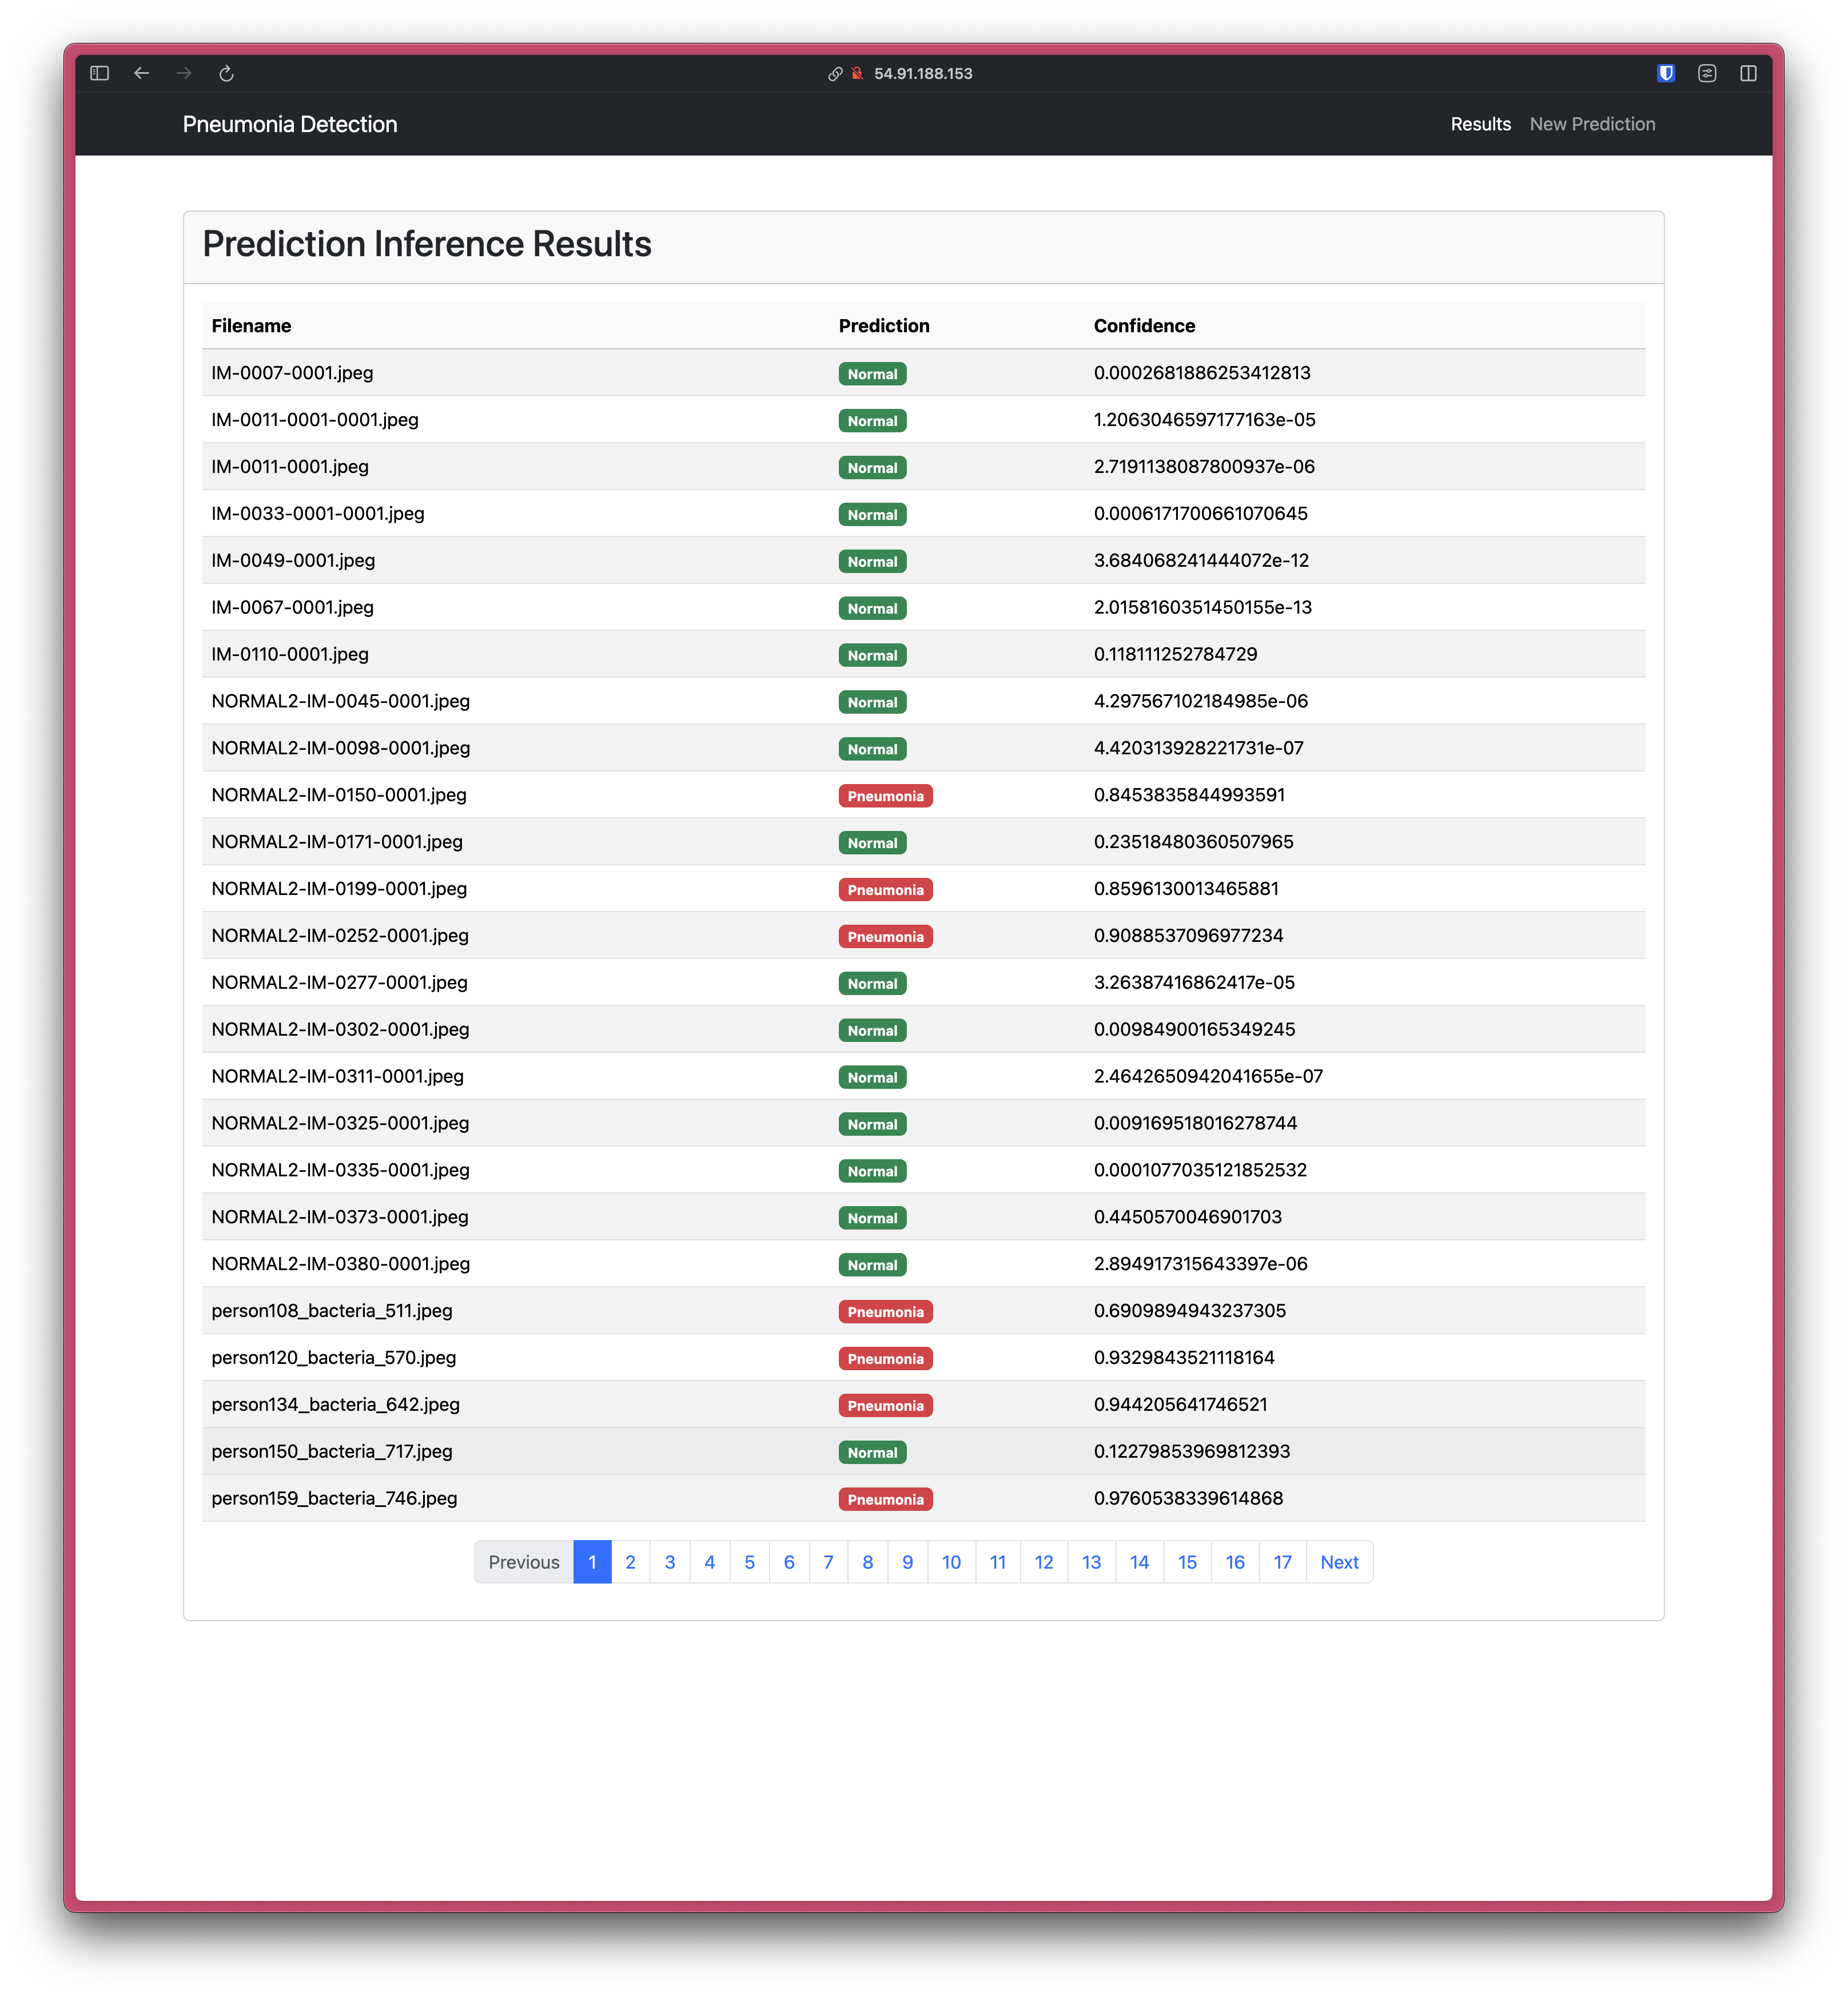 54.91.188.153
Pneumonia Detection Results New Prediction
Prediction Inference Results
Filename Prediction Confidence
IM-0007-0001.jpeg Normal 0.0002681886253412813
IM-0011-0001-0001.jpeg Normal 1.2063046597177163e-05
IM-0011-0001.jpeg Normal 2.7191138087800937e-06
IM-0033-0001-0001.jpeg Normal 0.0006171700661070645
IM-0049-0001.jpeg Normal 3.684068241444072e-12
IM-0067-0001.jpeg Normal 2.0158160351450155e-13
IM-0110-0001.jpeg Normal 0.118111252784729
NORMAL2-IM-0045-0001.jpeg Normal 4.297567102184985e-06
NORMAL2-IM-0098-0001.jpeg Normal 4.420313928221731e-07
NORMAL2-IM-0150-0001.jpeg Pneumonia 0.8453835844993591
NORMAL2-IM-0171-0001.jpeg Normal 0.23518480360507965
NORMAL2-IM-0199-0001.jpeg Pneumonia 0.8596130013465881
NORMAL2-IM-0252-0001.jpeg Pneumonia 0.9088537096977234
NORMAL2-IM-0277-0001.jpeg Normal 3.26387416862417e-05
NORMAL2-IM-0302-0001.jpeg Normal 0.00984900165349245
NORMAL2-IM-0311-0001.jpeg Normal 2.4642650942041655e-07
NORMAL2-IM-0325-0001.jpeg Normal 0.009169518016278744
NORMAL2-IM-0335-0001.jpeg Normal 0.0001077035121852532
NORMAL2-IM-0373-0001.jpeg Normal 0.4450570046901703
NORMAL2-IM-0380-0001.jpeg Normal 2.894917315643397e-06
person108_bacteria_511.jpeg Pneumonia 0.6909894943237305
person120_bacteria_570.jpeg Pneumonia 0.9329843521118164
person134_bacteria_642.jpeg Pneumonia 0.944205641746521
person150_bacteria_717.jpeg Normal 0.12279853969812393
person159_bacteria_746.jpeg Pneumonia 0.9760538339614868
Previous 1 2 3 4 5 6 7 8 9 10 11 12 13 14 15 16 17 Next